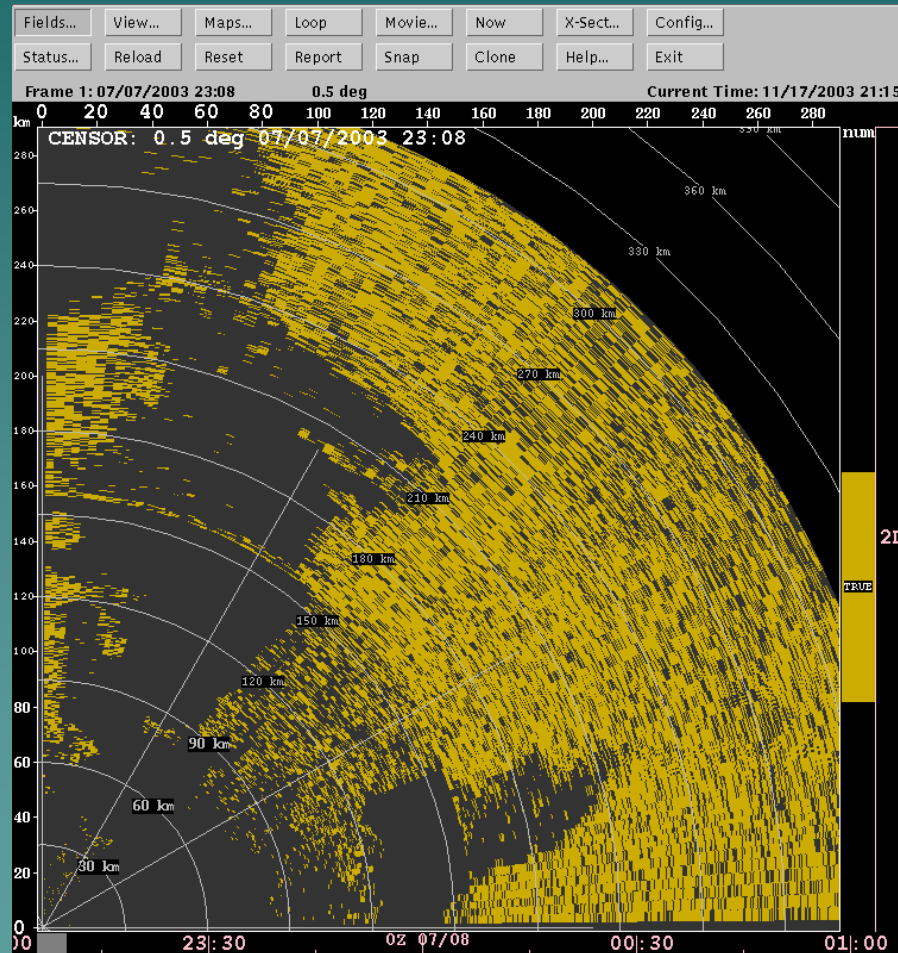 Fields... View... Maps... Loop Movie... Now X-Sect... Config...
Status... Reload Reset Report Snap Clone Help... Exit
Frame 1: 07/07/2003 23:08 0.5 deg Current Time: 11/17/2003 21:15
0 20 40 60 80 100 120 140 160 180 200 220 240 260 280
km num
CENSOR: 0.5 deg 07/07/2003 23:08
390 km
280
360 km
260
330 km
240
300 km
220
270 km
200
240 km
180
210 km
160
2D
180 km
140
TRUE
120
150 km
100
120 km
80
90 km
60
60 km
40
30 km
20
0
00 23:30 0Z 07/08 00:30 01:00